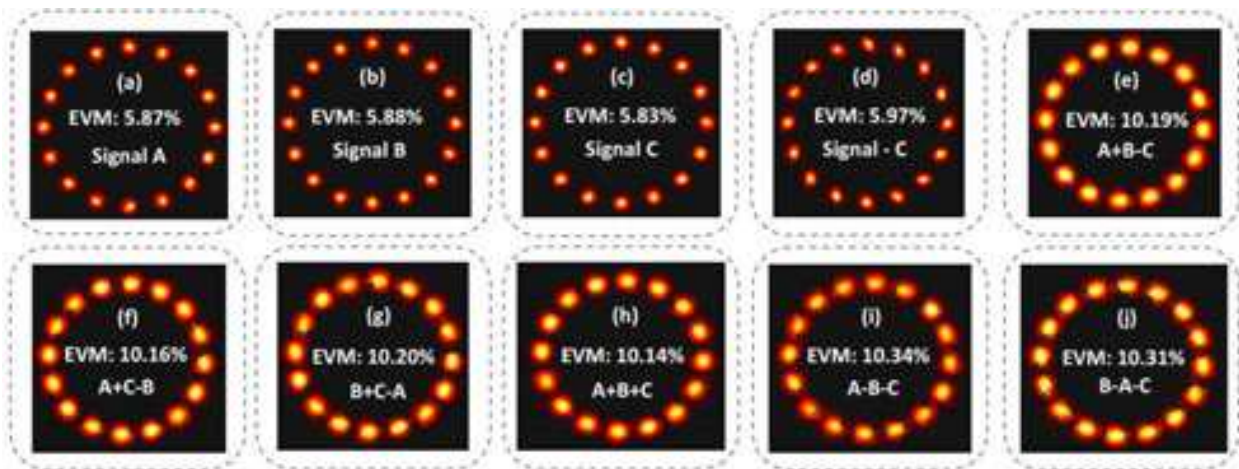 (a)
EVM: 5.87%
Signal A
(b)
EVM: 5.88%
Signal B
(c)
EVM: 5.83%
Signal C
(d)
EVM: 5.97%
Signal - C
(e)
EVM: 10.19%
A+B-C
(f)
EVM: 10.16%
A+C-B
(g)
EVM: 10.20%
B+C-A
(h)
EVM: 10.14%
A+B+C
(i)
EVM: 10.34%
A-B-C
(j)
EVM: 10.31%
B-A-C